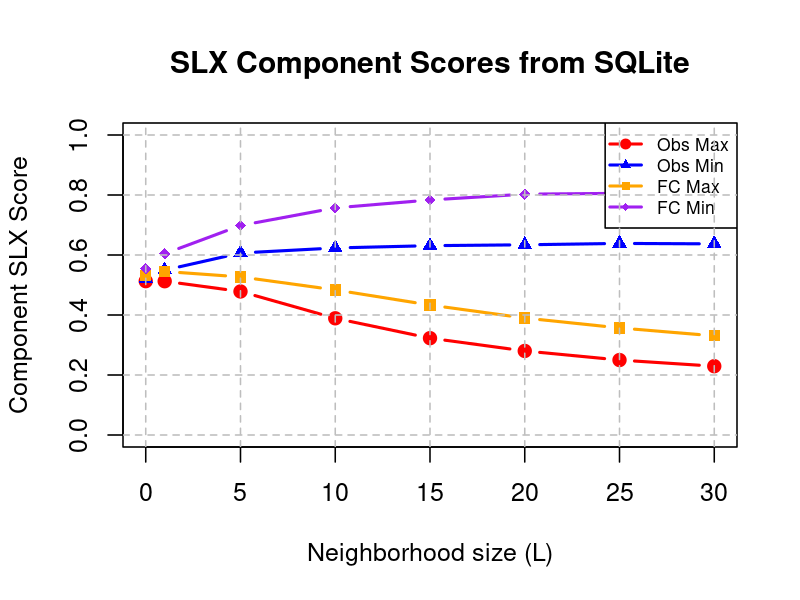 SLX Component Scores from SQLite
Component SLX Score
1.0
0.8
0.6
0.4
0.2
0.0
Obs Max
Obs Min
FC Max
FC Min
0 5 10 15 20 25 30
Neighborhood size (L)